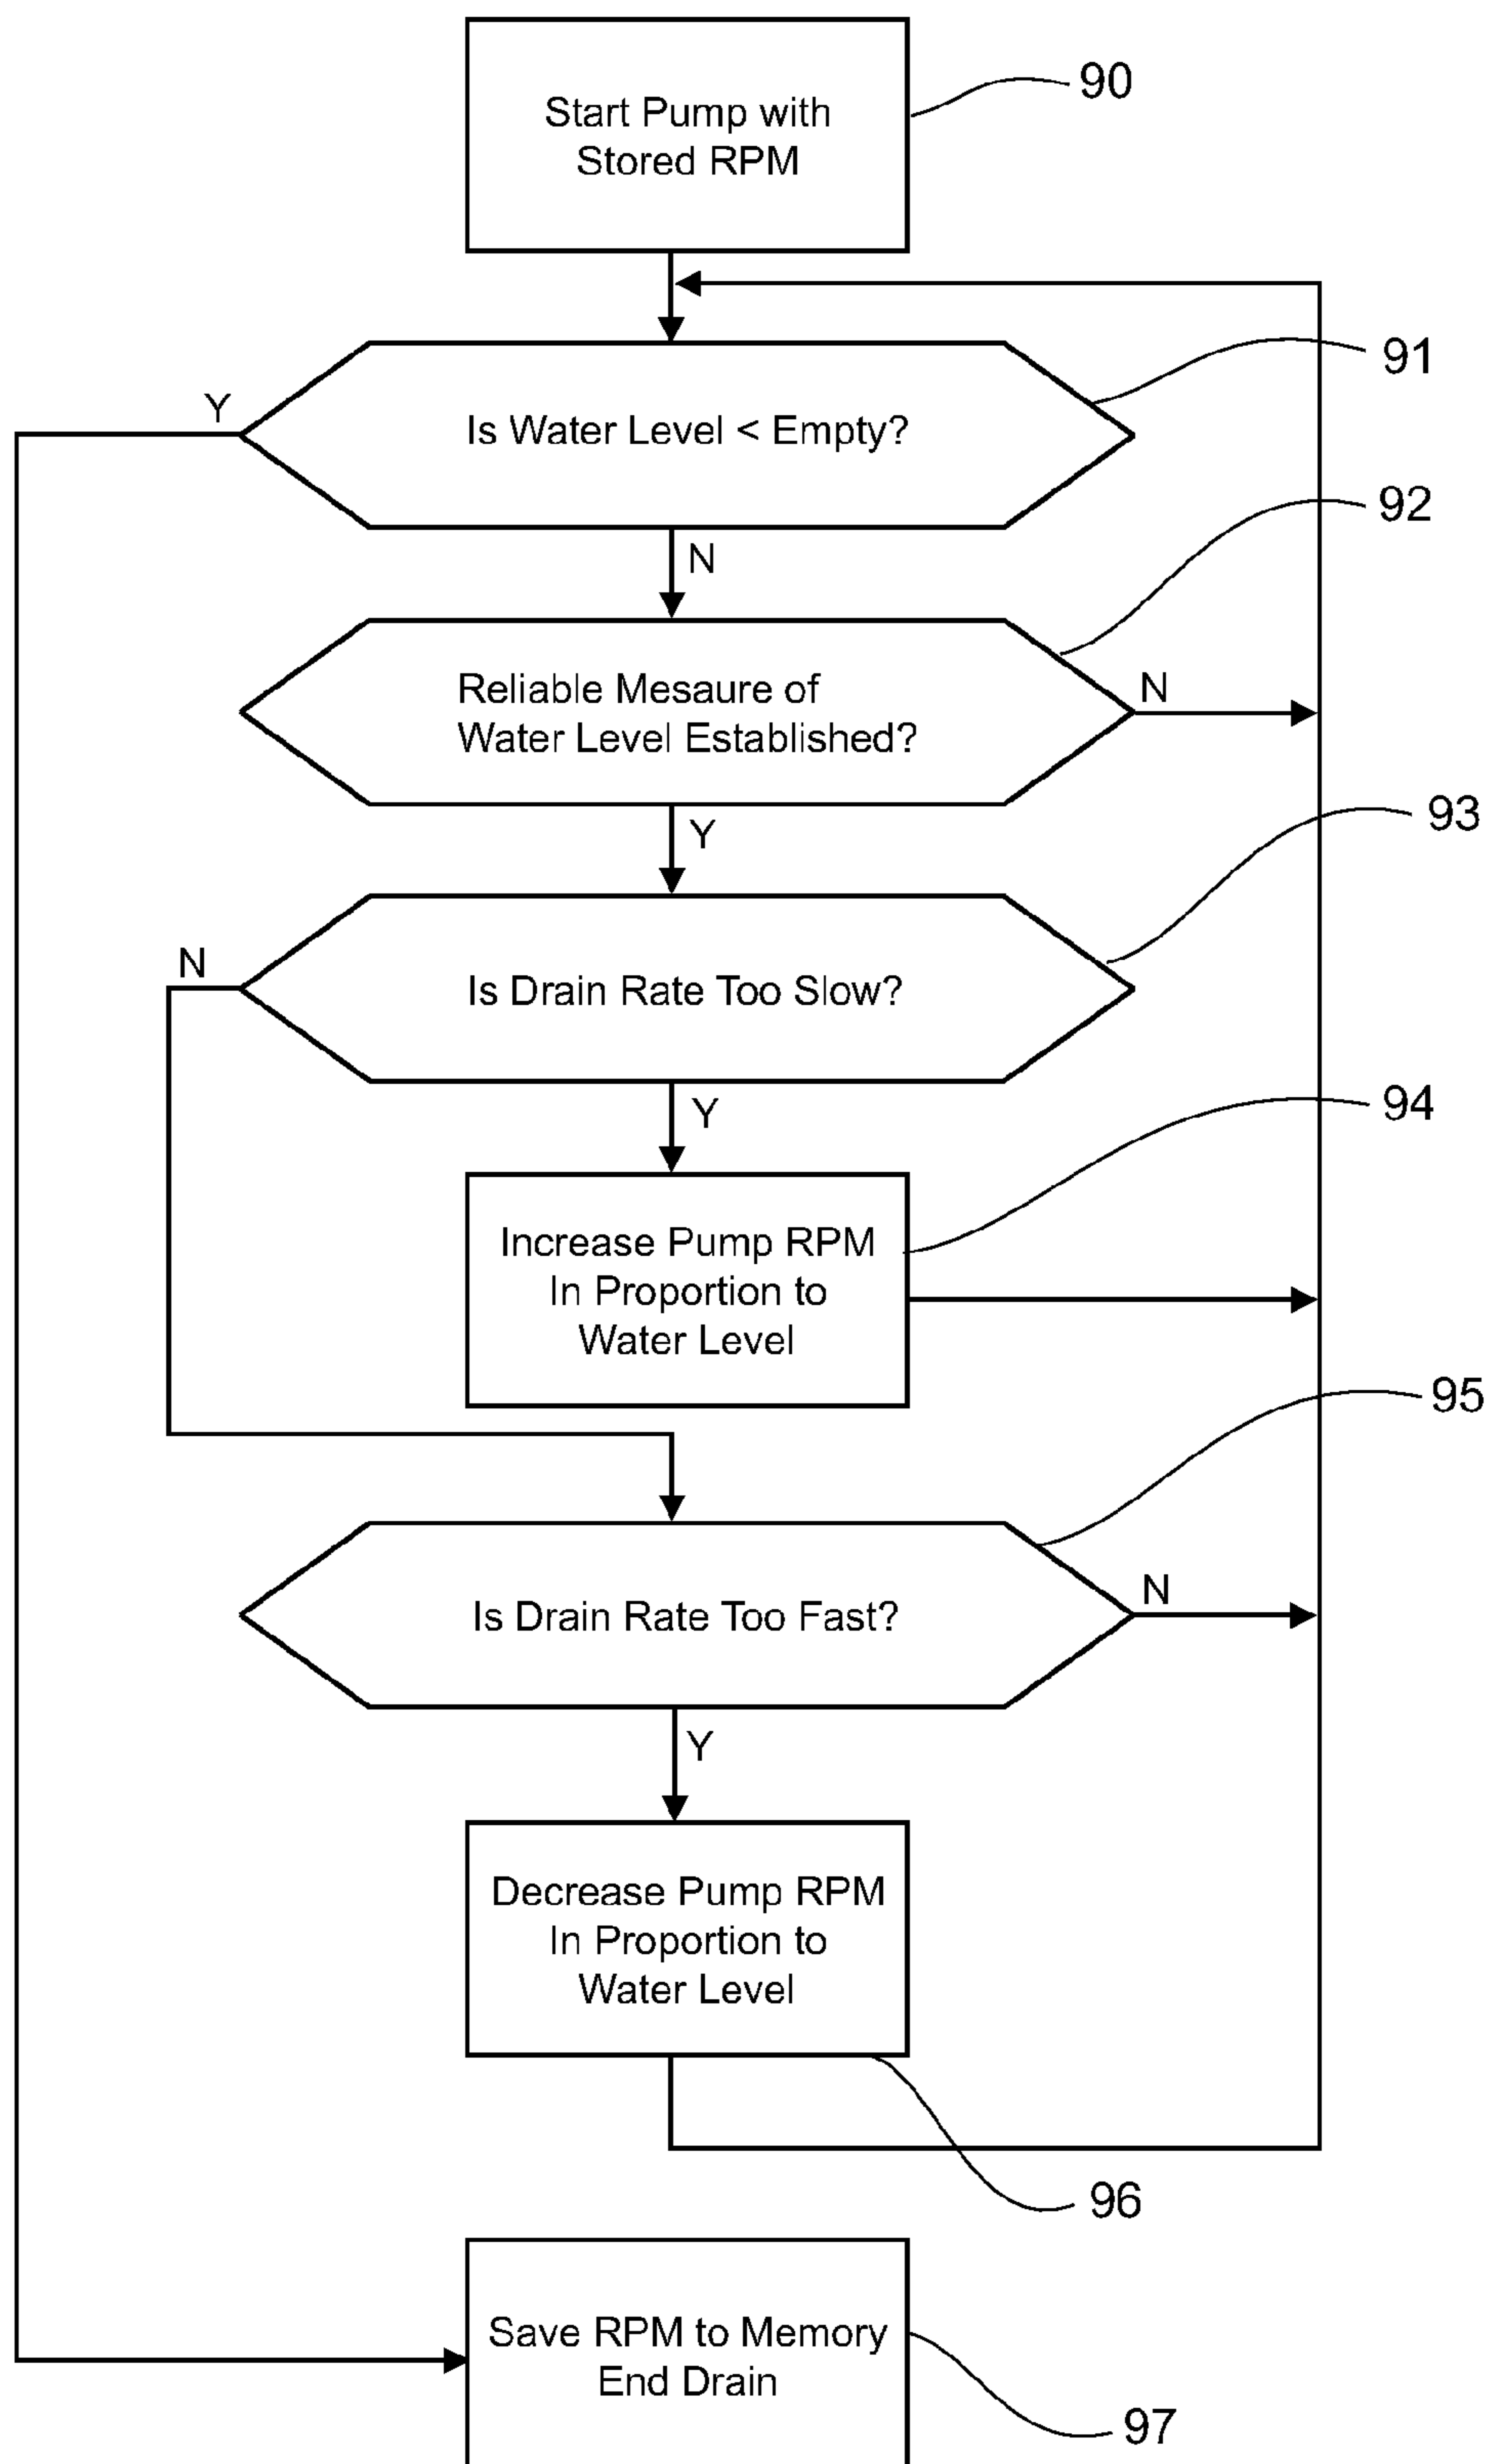 Start Pump with
Stored RPM
90
Is Water Level < Empty?
91
Y
N
92
Reliable Mesaure of
Water Level Established?
N
Y
93
N
Is Drain Rate Too Slow?
Y
94
Increase Pump RPM
In Proportion to
Water Level
95
Is Drain Rate Too Fast?
N
Y
Decrease Pump RPM
In Proportion to
Water Level
96
Save RPM to Memory
End Drain
97